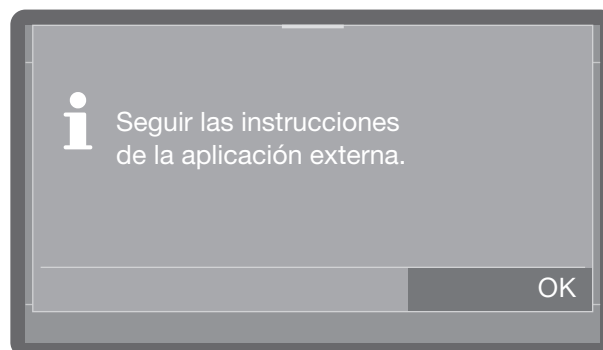 Seguir las instrucciones
de la aplicación externa.
OK